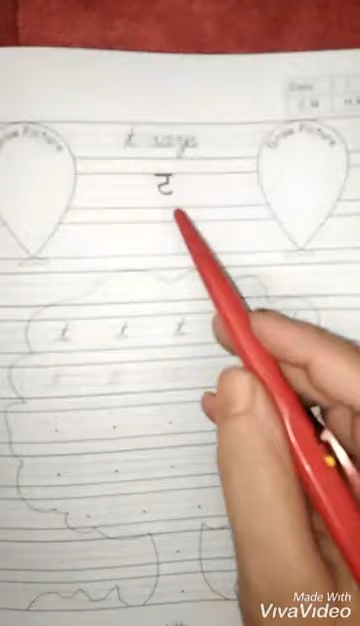 Draw Picture
Draw Picture
t says
ट
t t t
Made With
VivaVideo